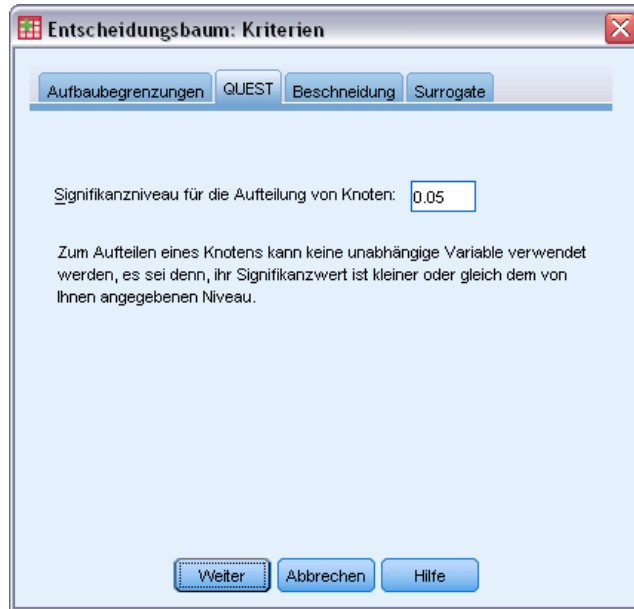 Entscheidungsbaum: Kriterien
Aufbaubegrenzungen QUEST Beschneidung Surrogate
Signifikanzniveau für die Aufteilung von Knoten: 0.05
Zum Aufteilen eines Knotens kann keine unabhängige Variable verwendet
werden, es sei denn, ihr Signifikanzwert ist kleiner oder gleich dem von
Ihnen angegebenen Niveau.
Weiter Abbrechen Hilfe